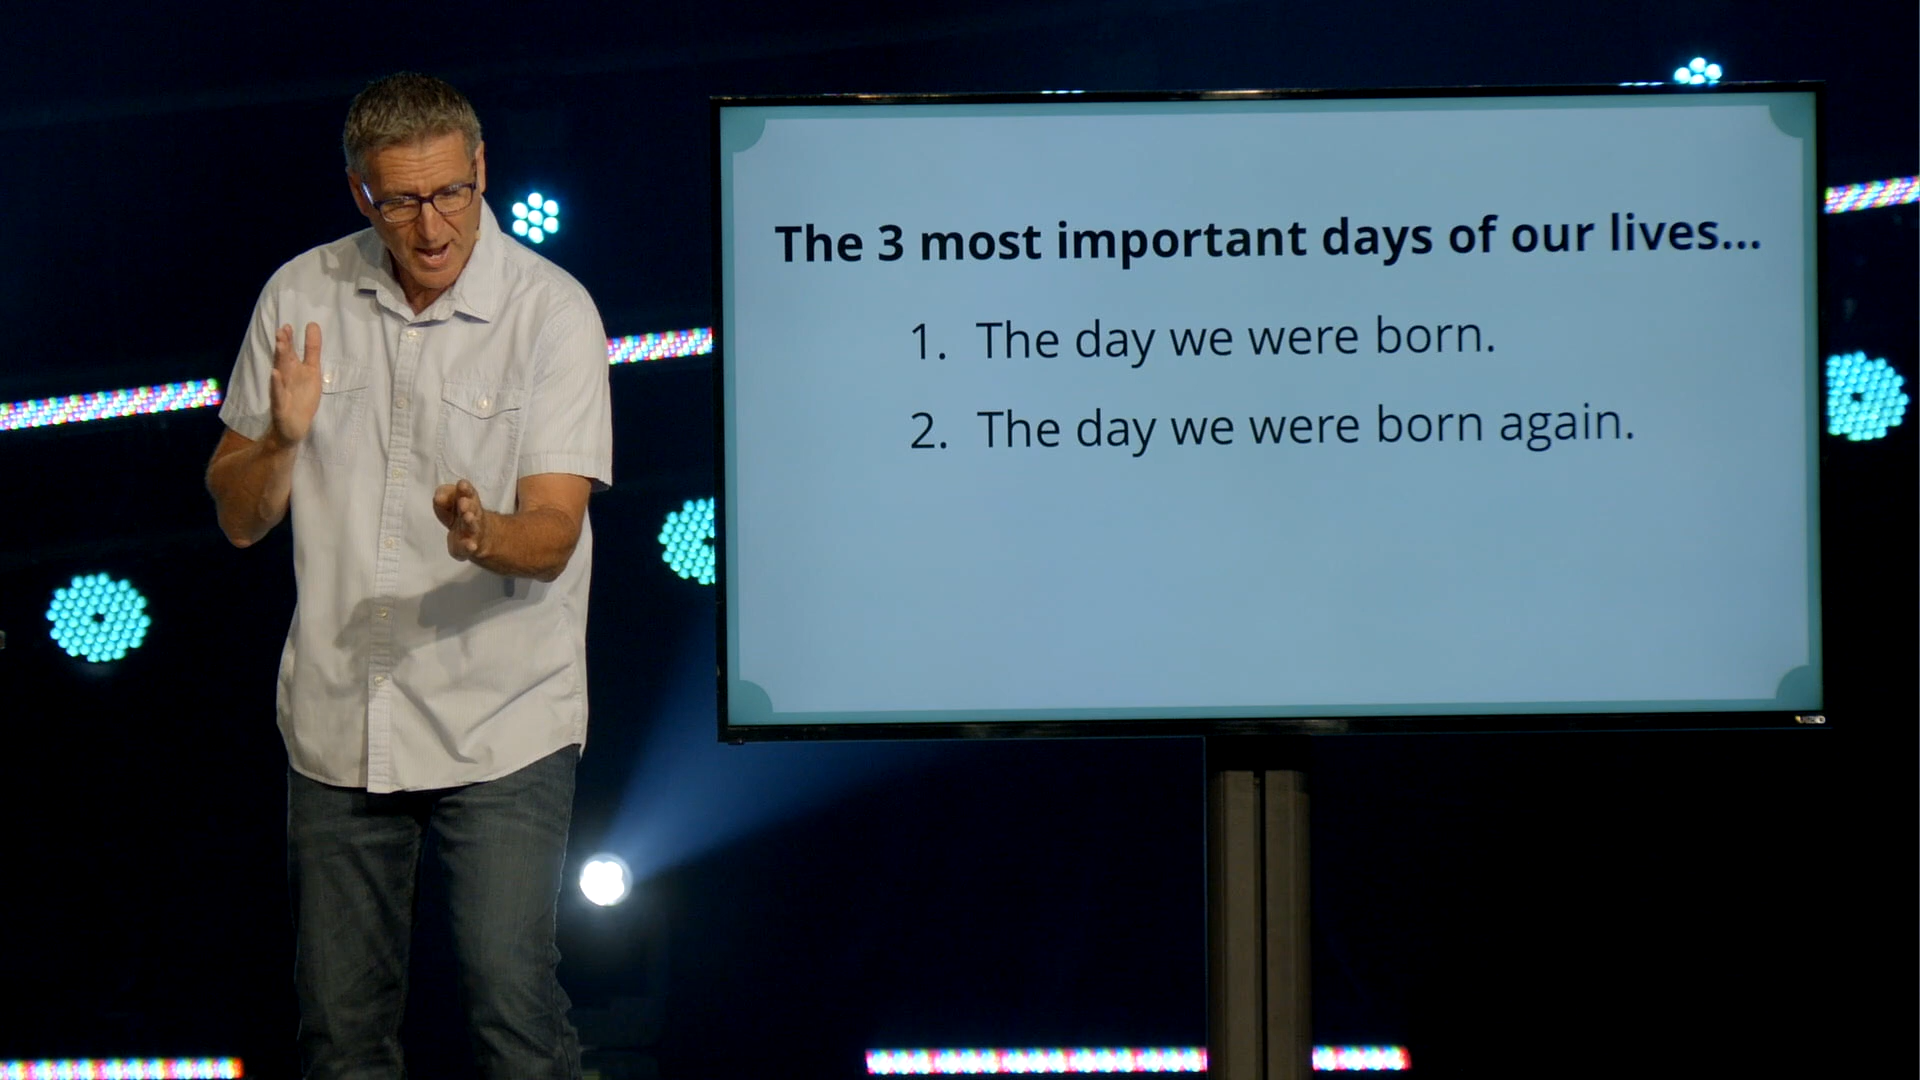 The 3 most important days of our lives...
1. The day we were born.
2. The day we were born again.